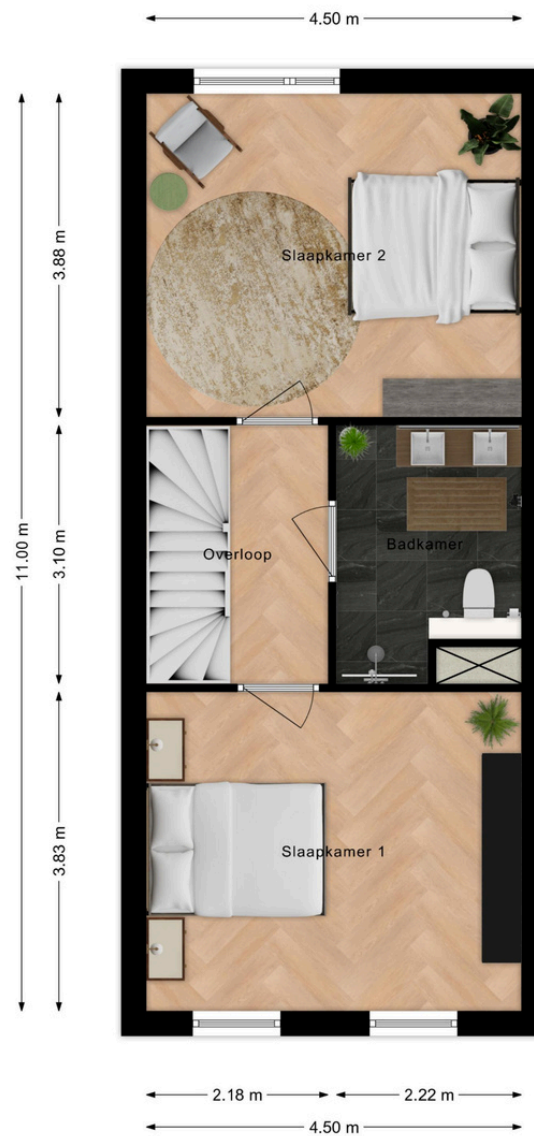 4.50 m
3.88 m
Slaapkamer 2
11.00 m
3.10 m
Overloop
Badkamer
3.83 m
Slaapkamer 1
2.18 m
2.22 m
4.50 m